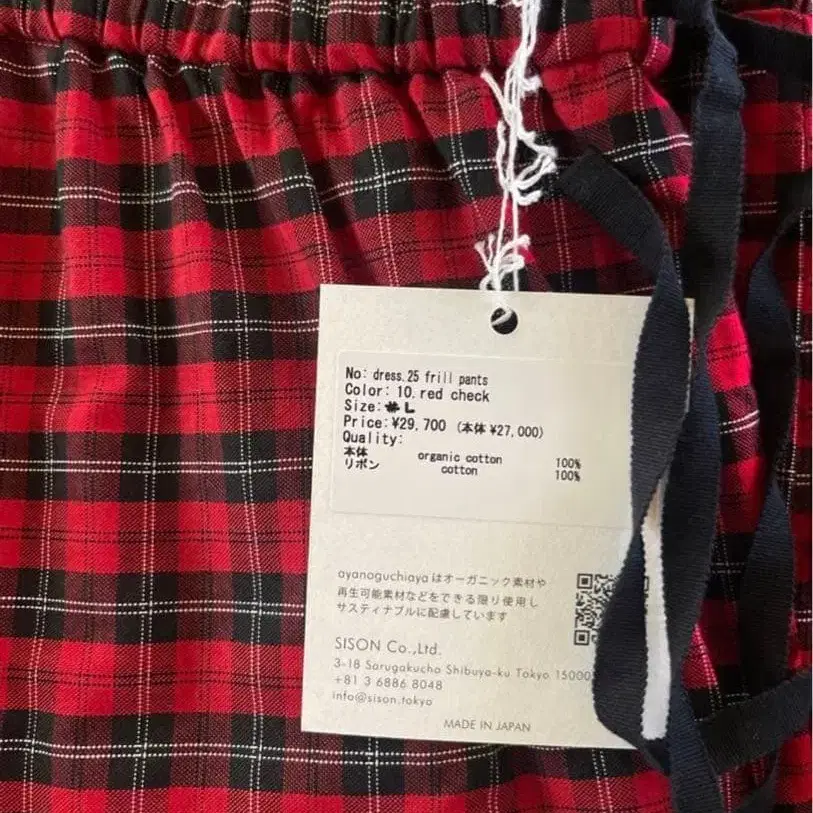 No: dress.25 frill pants
Color: 10.red check
Size:#L
Price:¥29,700 (本体 ¥27,000)
Quality:
本体 organic cotton 100%
リボン cotton 100%
ayanoguchiayaはオーガニック素材や
再生可能素材などをできる限り使用し
サスティナブルに配慮しています
SISON Co.,Ltd.
3-18 Sarugakucho Shibuya-ku Tokyo 15000
+81 3 6886 8048
info@sison.tokyo
MADE IN JAPAN